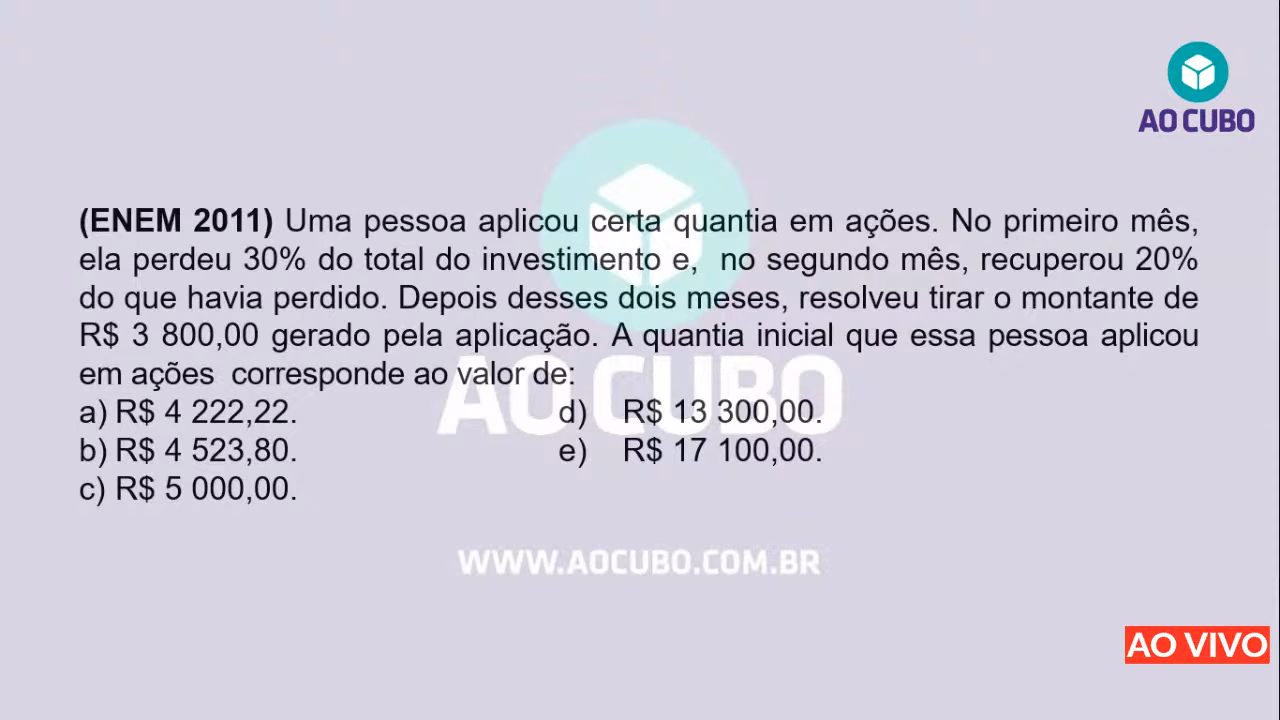 AO CUBO
(ENEM 2011) Uma pessoa aplicou certa quantia em ações. No primeiro mês,
ela perdeu 30% do total do investimento e, no segundo mês, recuperou 20%
do que havia perdido. Depois desses dois meses, resolveu tirar o montante de
R$ 3 800,00 gerado pela aplicação. A quantia inicial que essa pessoa aplicou
em ações corresponde ao valor de:
a) R$ 4 222,22. d) R$ 13 300,00.
b) R$ 4 523,80. e) R$ 17 100,00.
c) R$ 5 000,00.
AO CUBO
WWW.AOCUBO.COM.BR
AO VIVO